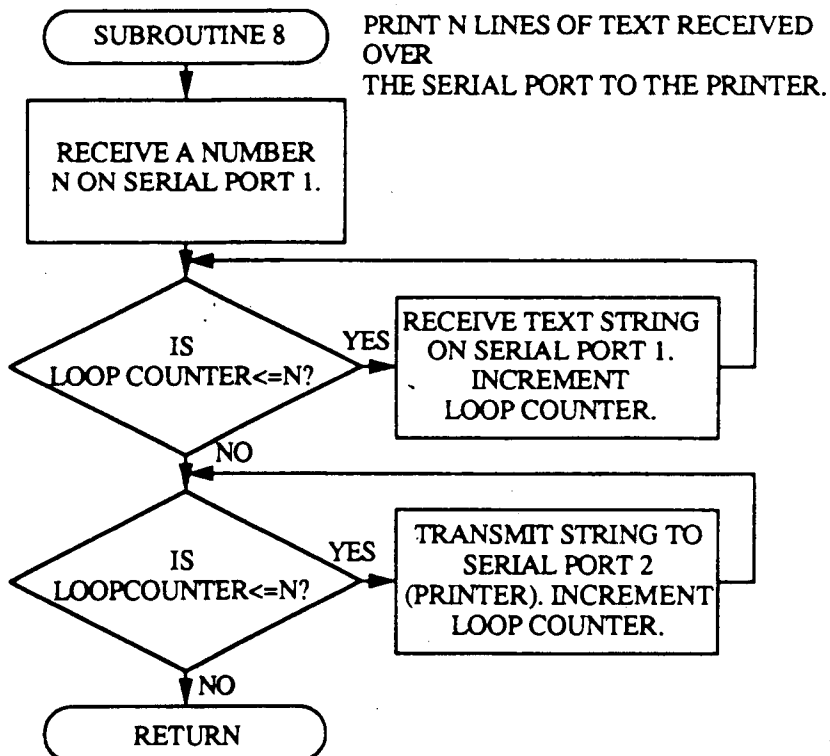 SUBROUTINE 8
PRINT N LINES OF TEXT RECEIVED
OVER
THE SERIAL PORT TO THE PRINTER.
RECEIVE A NUMBER
N ON SERIAL PORT 1.
IS
LOOP COUNTER<=N?
YES
RECEIVE TEXT STRING
ON SERIAL PORT 1.
INCREMENT
LOOP COUNTER.
NO
IS
LOOPCOUNTER<=N?
YES
TRANSMIT STRING TO
SERIAL PORT 2
(PRINTER). INCREMENT
LOOP COUNTER.
NO
RETURN